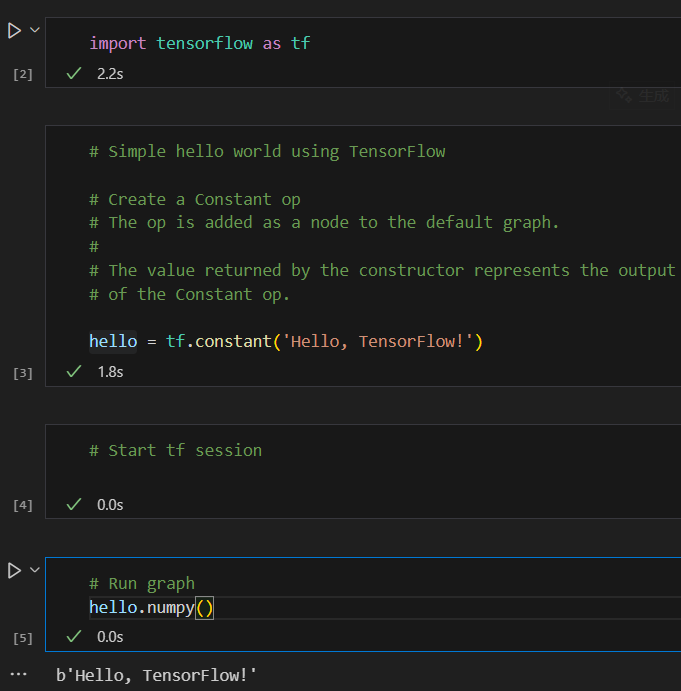 import tensorflow as tf
[2]
2.2s
生成
# Simple hello world using TensorFlow
# Create a Constant op
# The op is added as a node to the default graph.
#
# The value returned by the constructor represents the output
# of the Constant op.
hello = tf.constant('Hello, TensorFlow!')
[3]
1.8s
# Start tf session
[4]
0.0s
# Run graph
hello.numpy()
[5]
0.0s
... b'Hello, TensorFlow!'